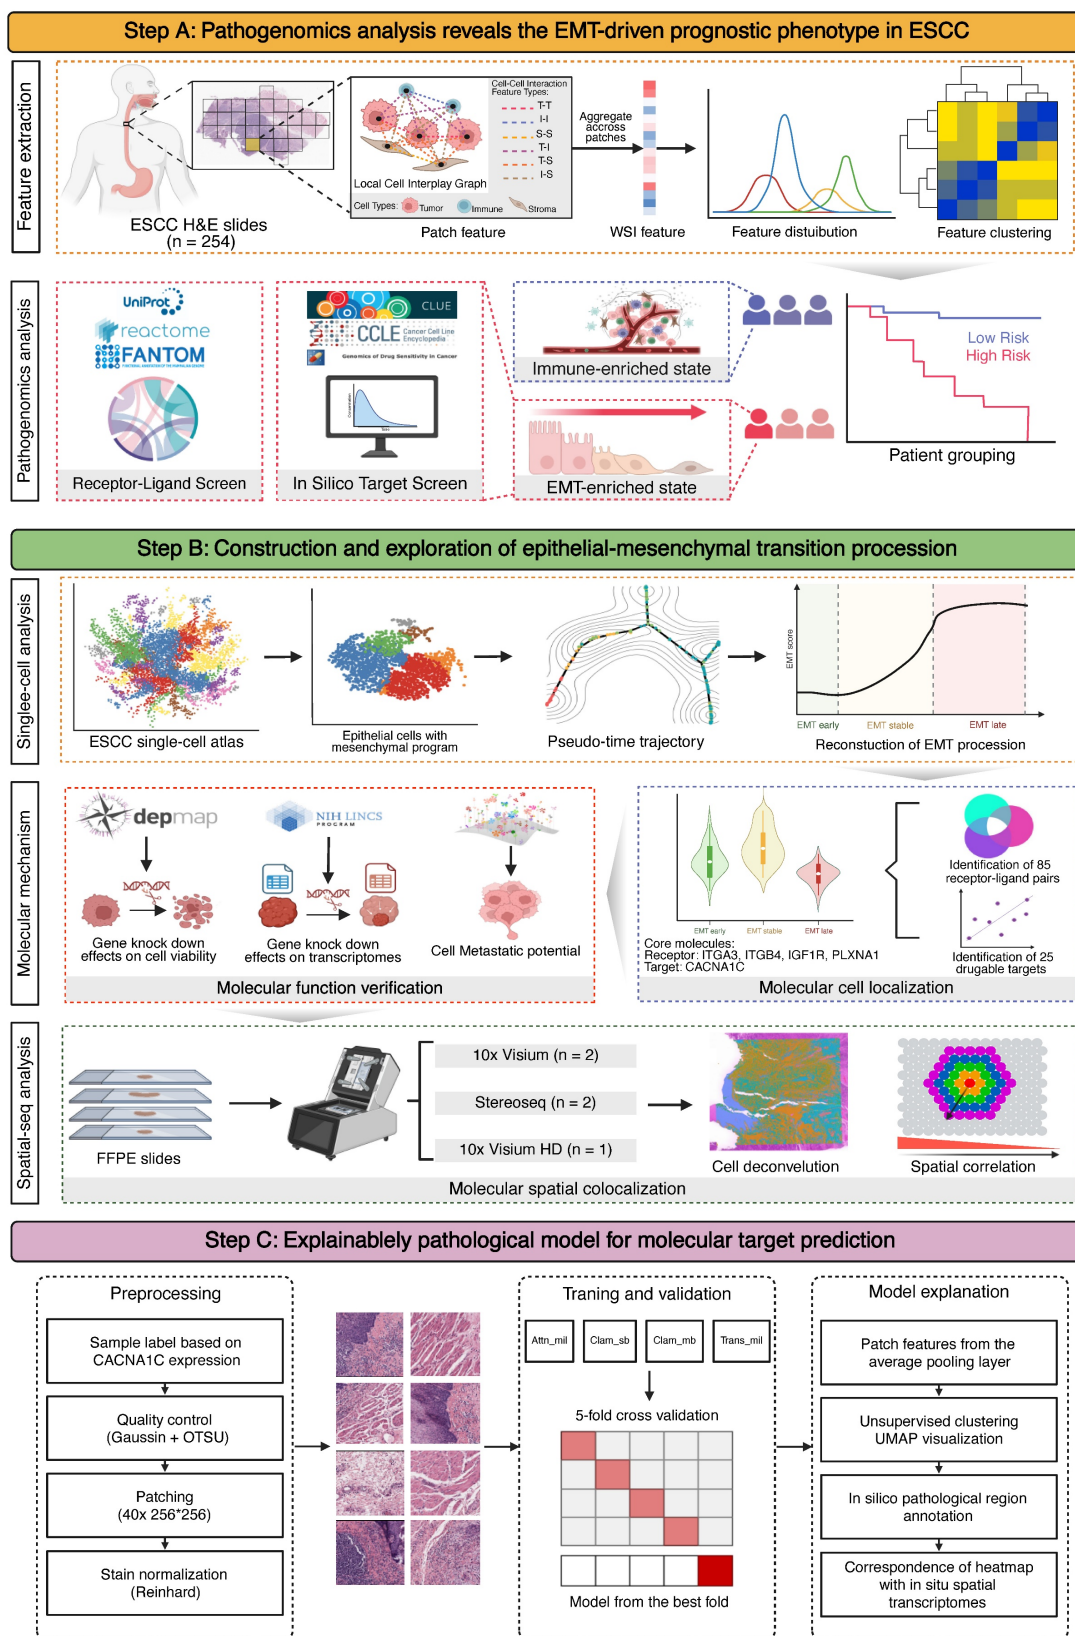 Step A: Pathogenomics analysis reveals the EMT-driven prognostic phenotype in ESCC
Feature extraction
ESCC H&E slides
(n = 254)
Cell-Cell Interaction
Feature Types:
T-T
I-I
S-S
T-I
T-S
I-S
Local Cell Interplay Graph
Cell Types:
Tumor
Immune
Stroma
Patch feature
Aggregate
accross
patches
WSI feature
Feature distuibution
Feature clustering
Pathogenomics analysis
UniProt
reactome
FANTOM
FUNCTIONAL ANNOTATION OF THE MAMMALIAN GENOME
Receptor-Ligand Screen
CLUE
CCLE
Cancer Cell Line
Encyclopedia
Genomics of Drug Sensitivity in Cancer
Concentration
Time
In Silico Target Screen
Immune-enriched state
EMT-enriched state
Low Risk
High Risk
Patient grouping
Step B: Construction and exploration of epithelial-mesenchymal transition procession
Singlee-cell analysis
ESCC single-cell atlas
Epithelial cells with
mesenchymal program
Pseudo-time trajectory
EMT score
EMT early
EMT stable
EMT late
Reconstuction of EMT procession
Molecular mechanism
depmap
NIH LINCS
PROGRAM
Gene knock down
effects on cell viability
Gene knock down
effects on transcriptomes
Cell Metastatic potential
Molecular function verification
EMT early
EMT stable
EMT late
Core molecules:
Receptor: ITGA3, ITGB4, IGF1R, PLXNA1
Target: CACNA1C
Identification of 85
receptor-ligand pairs
Identification of 25
drugable targets
Molecular cell localization
Spatial-seq analysis
FFPE slides
10x Visium (n = 2)
Stereoseq (n = 2)
10x Visium HD (n = 1)
Cell deconvelution
Spatial correlation
Molecular spatial colocalization
Step C: Explainablely pathological model for molecular target prediction
Preprocessing
Sample label based on
CACNA1C expression
Quality control
(Gaussin + OTSU)
Patching
(40x 256*256)
Stain normalization
(Reinhard)
Traning and validation
Attn_mil
Clam_sb
Clam_mb
Trans_mil
5-fold cross validation
Model from the best fold
Model explanation
Patch features from the
average pooling layer
Unsupervised clustering
UMAP visualization
In silico pathological region
annotation
Correspondence of heatmap
with in situ spatial
transcriptomes